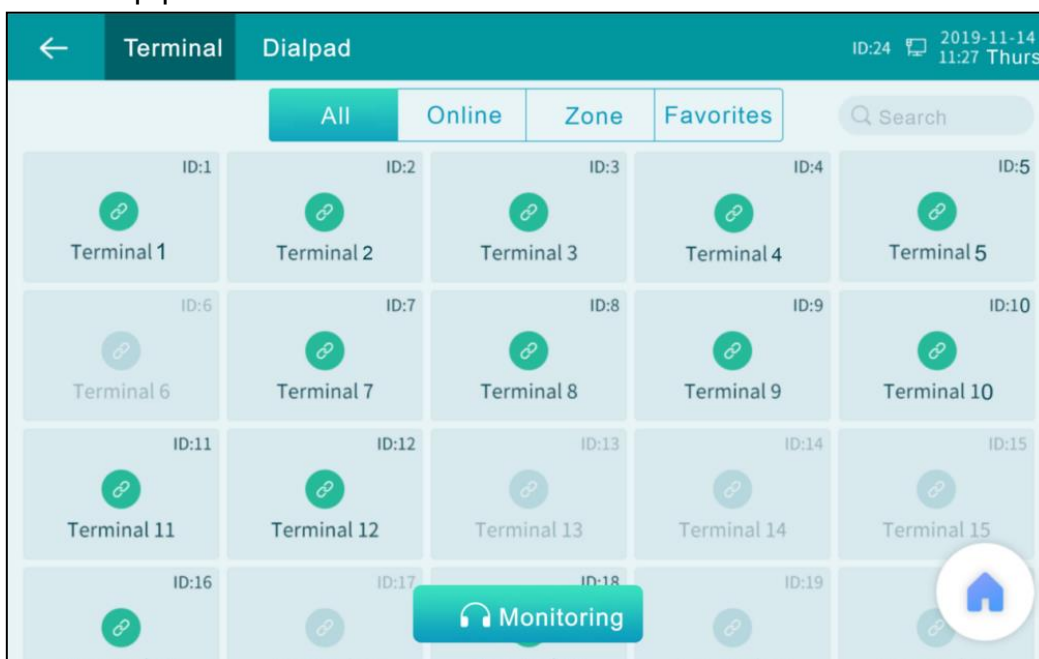 Terminal Dialpad ID:24 2019-11-14
11:27 Thurs
All Online Zone Favorites Search
ID:1 ID:2 ID:3 ID:4 ID:5
Terminal 1 Terminal 2 Terminal 3 Terminal 4 Terminal 5
ID:6 ID:7 ID:8 ID:9 ID:10
Terminal 6 Terminal 7 Terminal 8 Terminal 9 Terminal 10
ID:11 ID:12 ID:13 ID:14 ID:15
Terminal 11 Terminal 12 Terminal 13 Terminal 14 Terminal 15
ID:16 ID:17 ID:18 ID:19
Monitoring